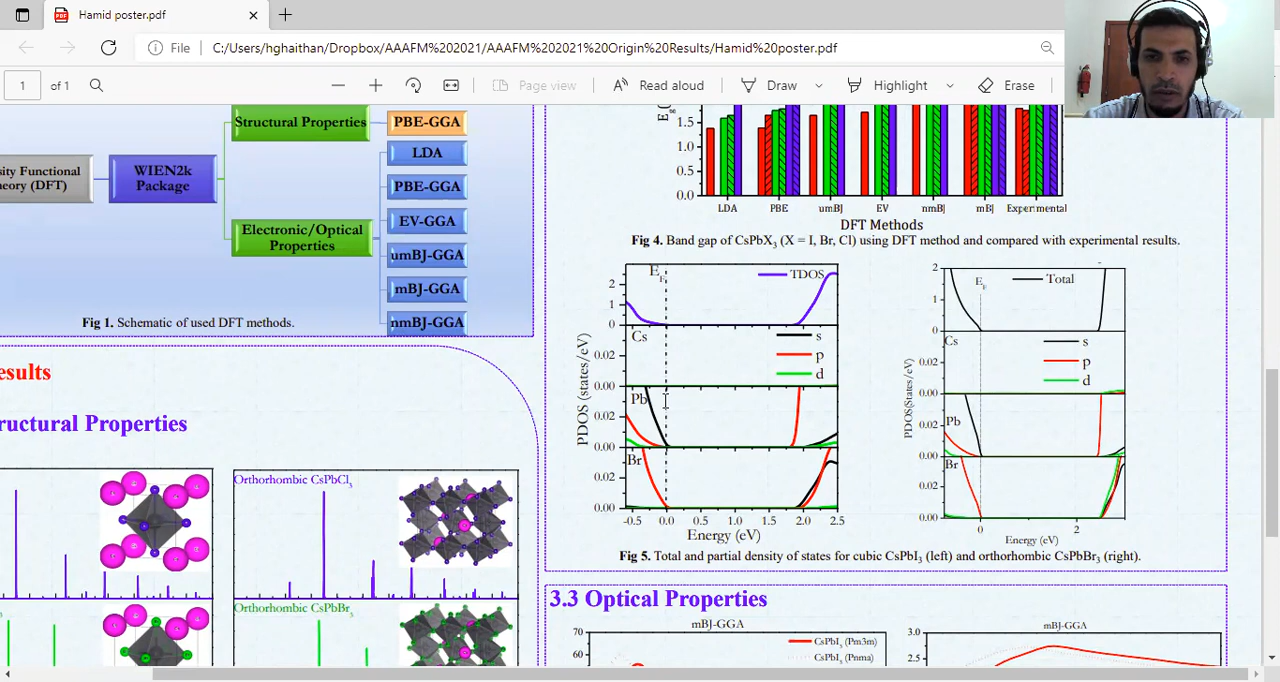 Hamid poster.pdf
File C:/Users/hghaithan/Dropbox/AAAFM%202021/AAAFM%202021%20Origin%20Results/Hamid%20poster.pdf
1 of 1 Page view Read aloud Draw Highlight Erase
Structural Properties
PBE-GGA
LDA
PBE-GGA
EV-GGA
umBJ-GGA
mBJ-GGA
nmBJ-GGA
sity Functional
eory (DFT)
WIEN2k
Package
Electronic/Optical
Properties
Fig 1. Schematic of used DFT methods.
esults
ructural Properties
Orthorhombic CsPbCl3
Orthorhombic CsPbBr3
1.5
1.0
0.5
0.0
LDA PBE umBJ EV nmBJ mBJ Experimental
DFT Methods
Fig 4. Band gap of CsPbX3 (X = I, Br, Cl) using DFT method and compared with experimental results.
EF
TDOS
2
1
0
Cs
s
p
d
0.02
0.00
Pb
0.02
0.00
Br
0.02
0.00
PDOS (states/eV)
-0.5 0.0 0.5 1.0 1.5 2.0 2.5
Energy (eV)
2
1
0
EF
Total
Cs
s
p
d
0.02
0.00
Pb
0.02
0.00
Br
0.02
0.00
PDOS(States/eV)
0 2
Energy (eV)
Fig 5. Total and partial density of states for cubic CsPbI3 (left) and orthorhombic CsPbBr3 (right).
3.3 Optical Properties
mBJ-GGA
70
60
CsPbI3 (Pm3m)
CsPbI3 (Pnma)
mBJ-GGA
3.0
2.5